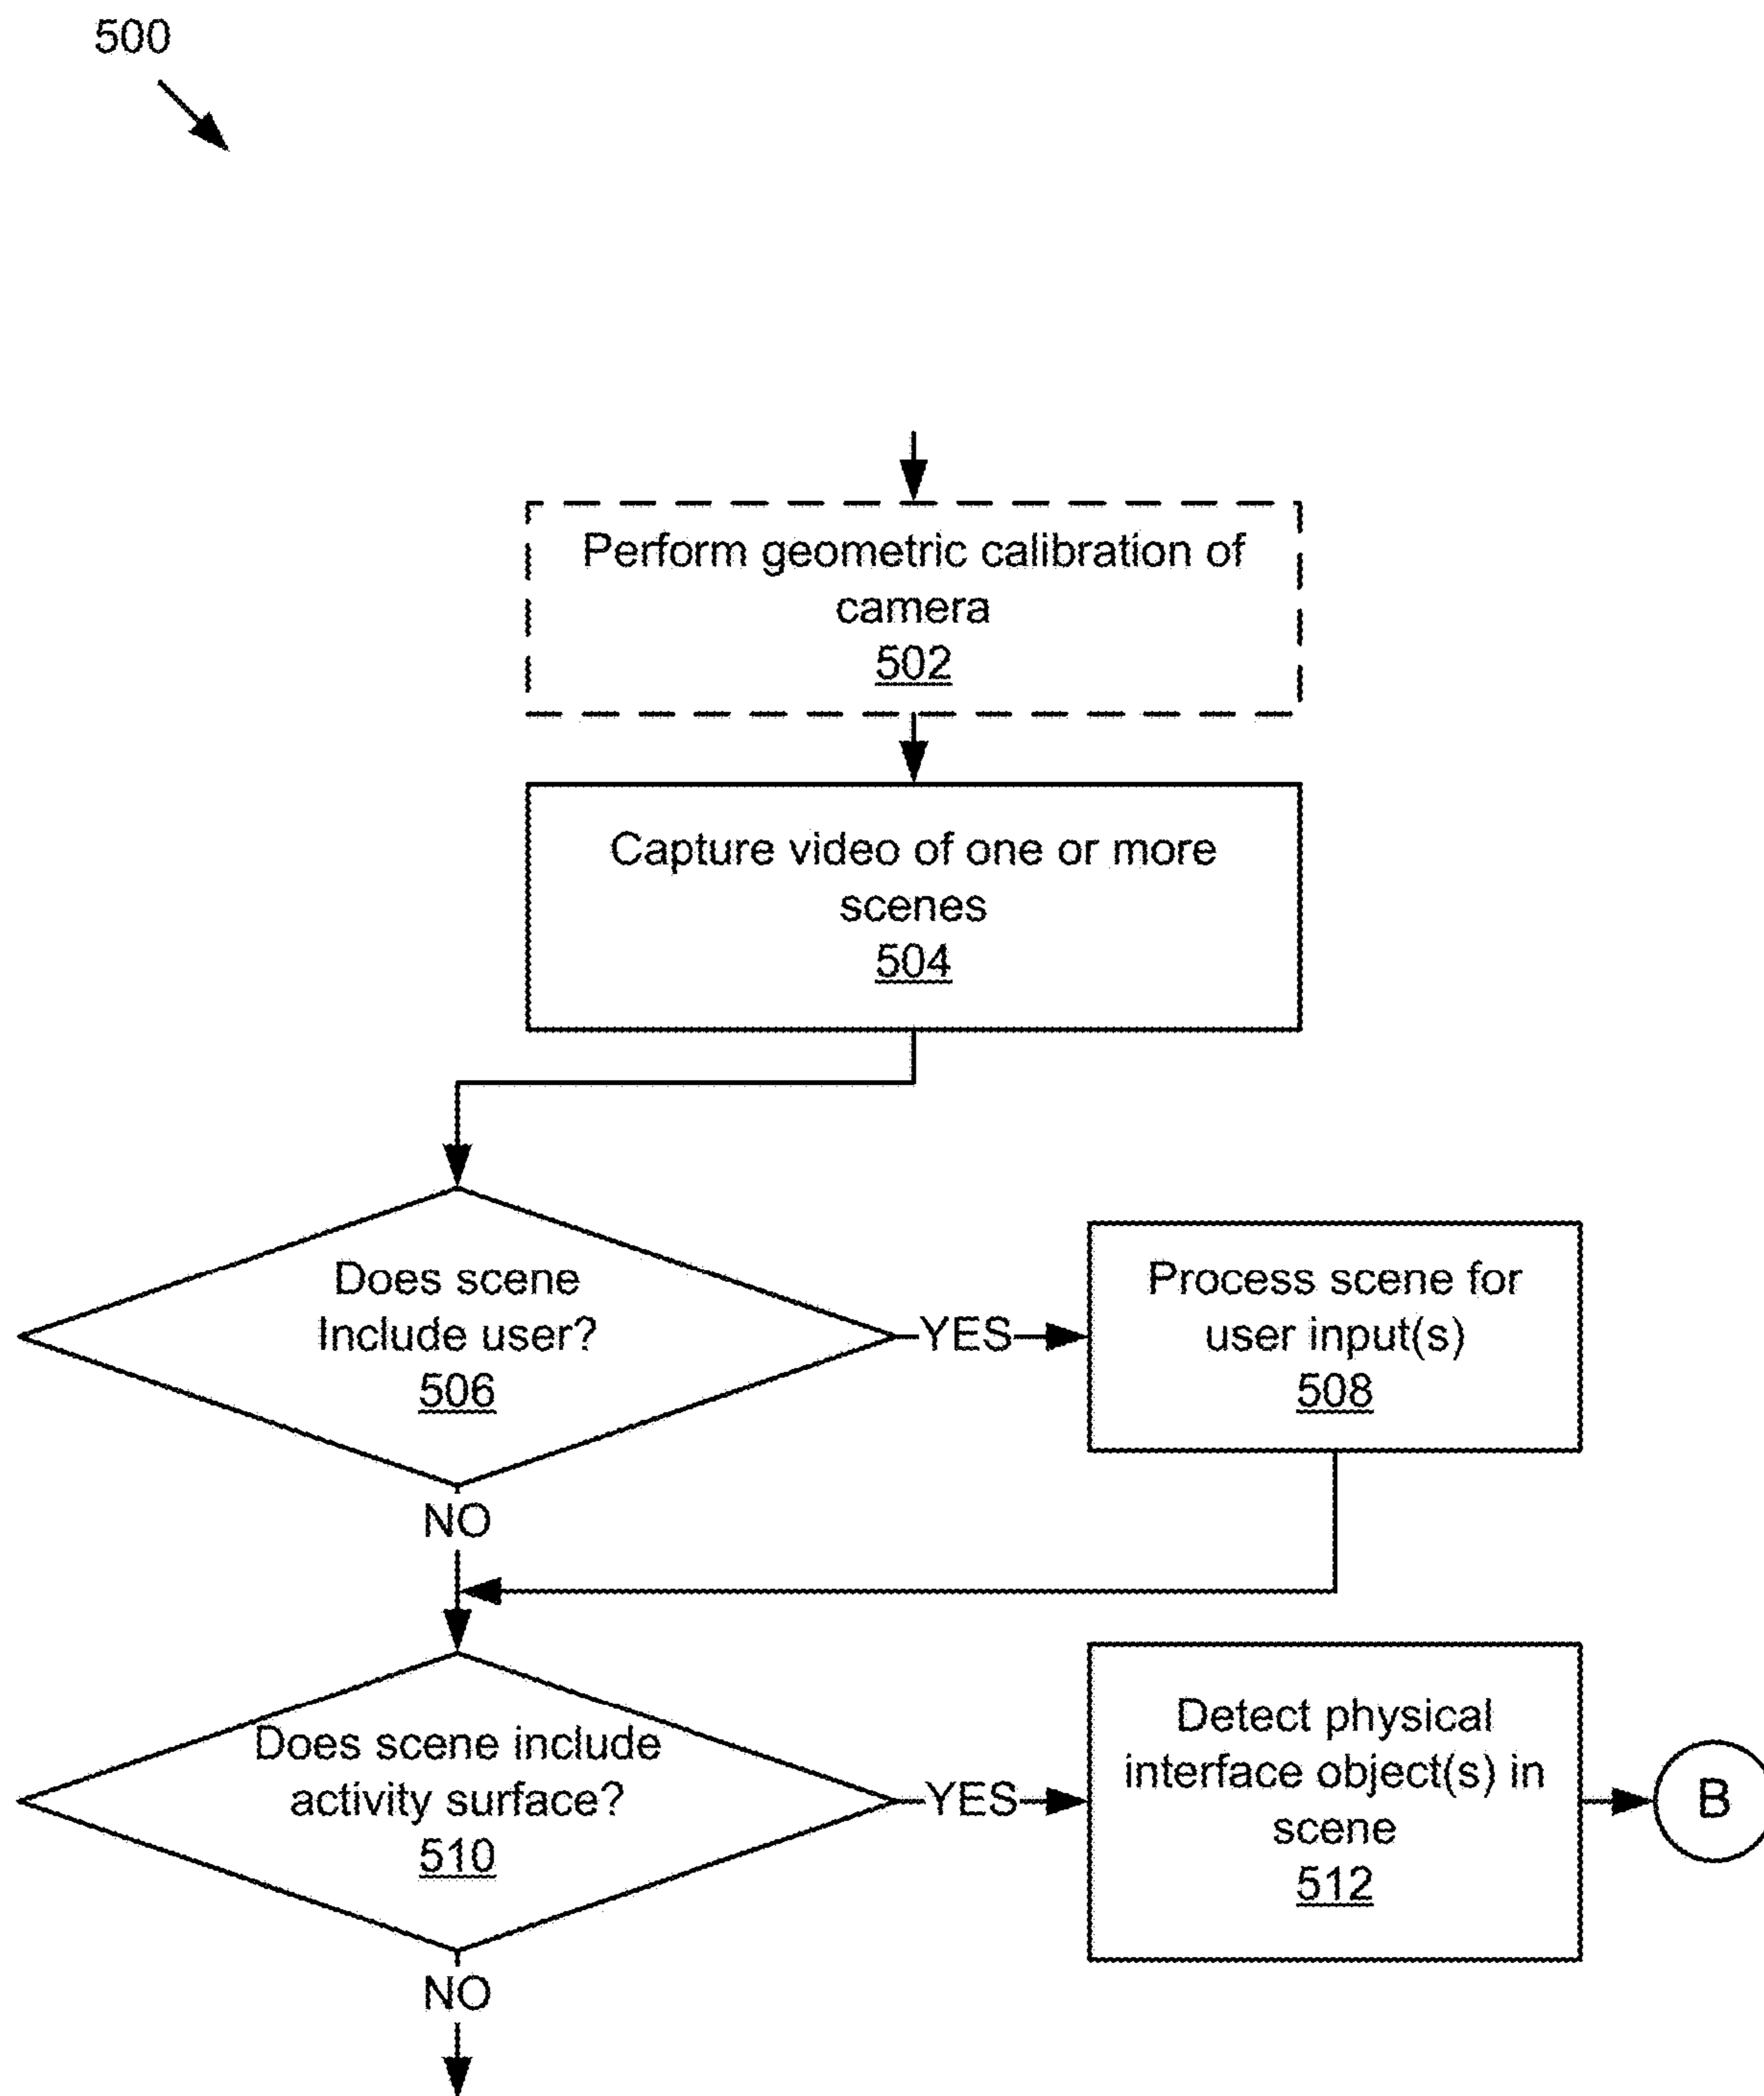 500
Perform geometric calibration of
camera
502
Capture video of one or more
scenes
504
Does scene
Include user?
506
YES
Process scene for
user input(s)
508
NO
Does scene include
activity surface?
510
YES
Detect physical
interface object(s) in
scene
512
B
NO